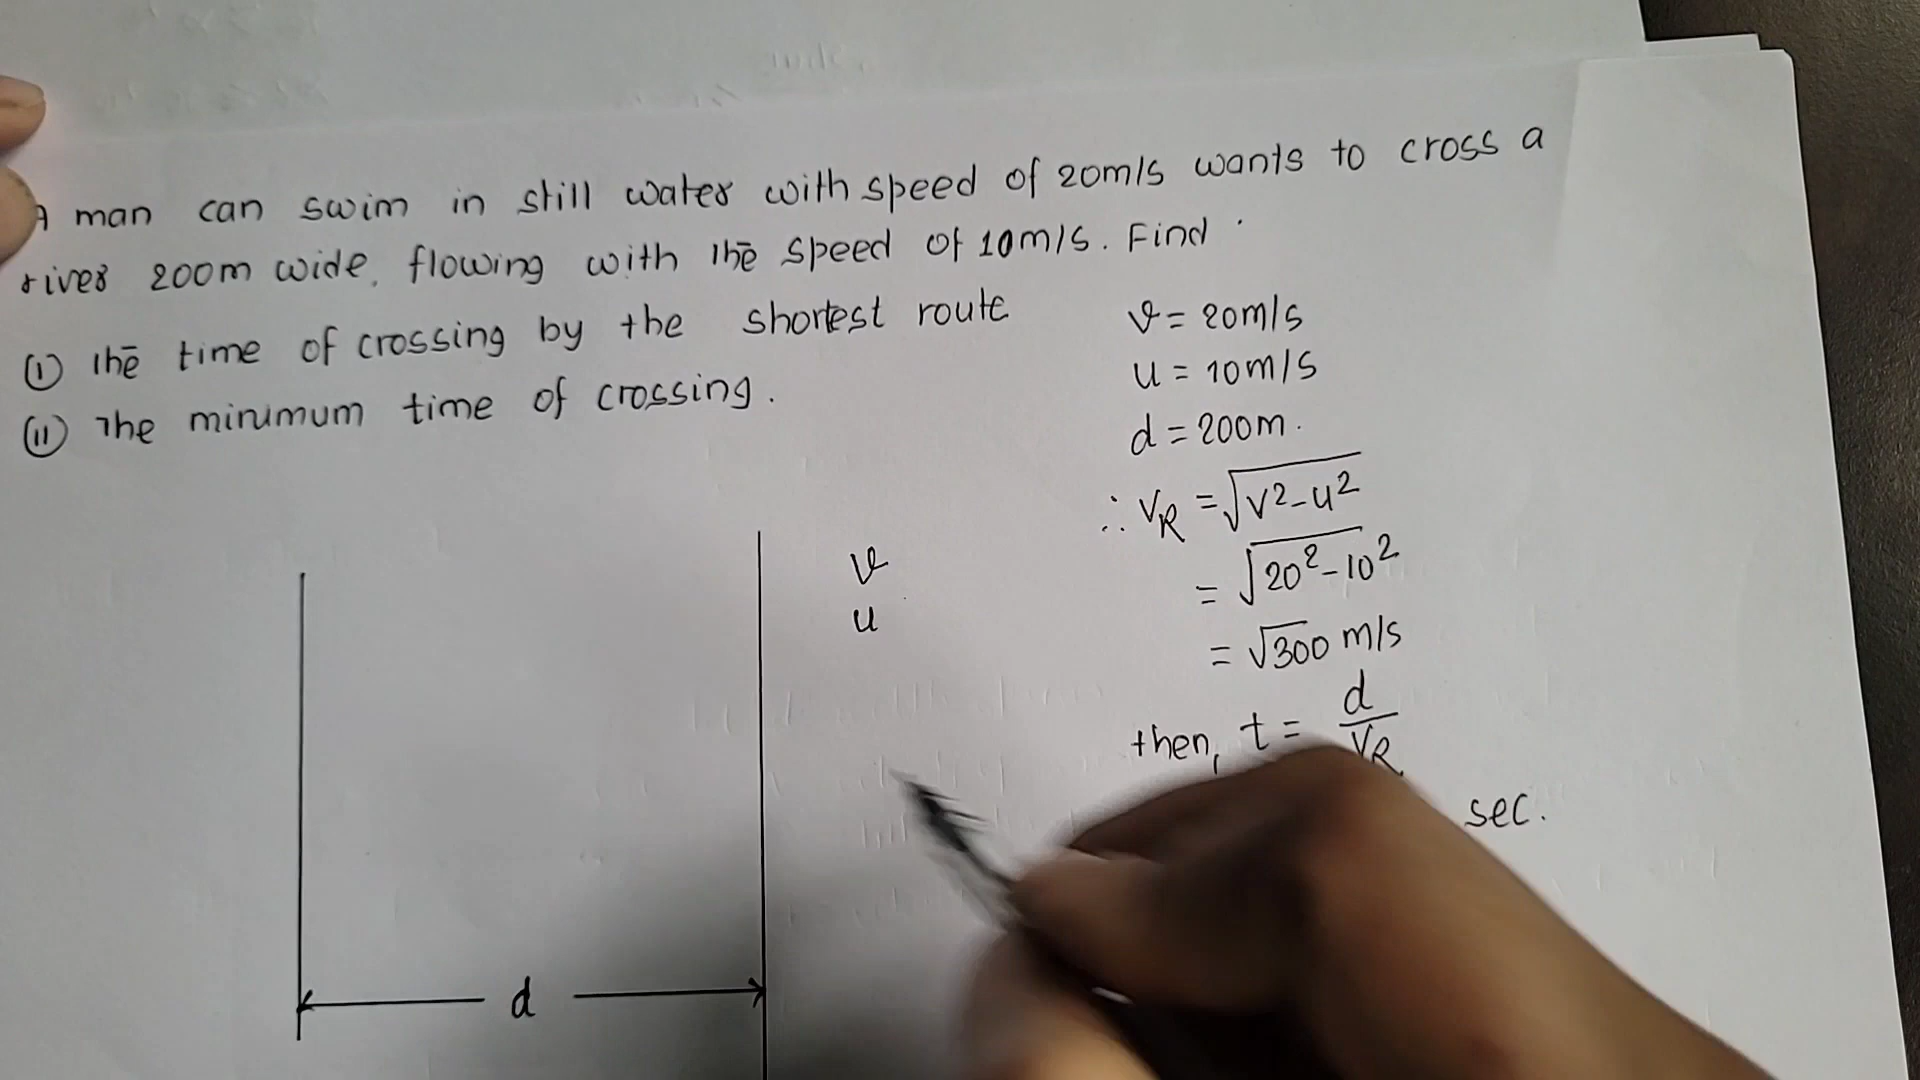 A man can swim in still water with speed of 20m/s wants to cross a
river 200m wide, flowing with the speed of 10m/s. Find
(i) The time of crossing by the shortest route
(ii) The minimum time of crossing.
v = 20m/s
u = 10m/s
d = 200m.
∴ VR = √V²-u²
= √20²-10²
= √300 m/s
then, t = d/VR
sec.
v
u
d